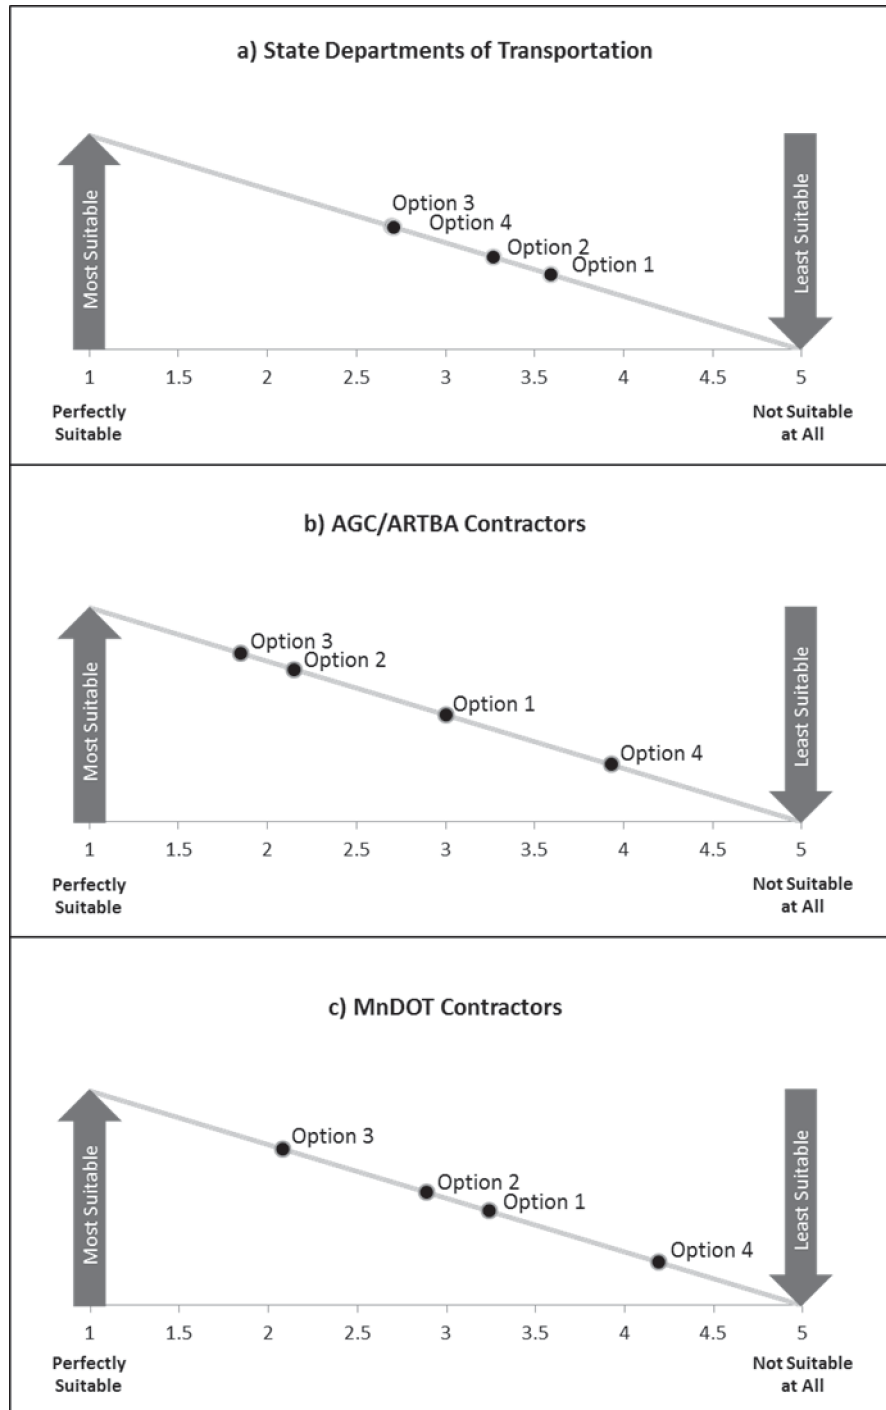 a) State Departments of Transportation
Most Suitable
Option 3
Option 4
Option 2
Option 1
Least Suitable
1 1.5 2 2.5 3 3.5 4 4.5 5
Perfectly
Suitable
Not Suitable
at All
b) AGC/ARTBA Contractors
Most Suitable
Option 3
Option 2
Option 1
Option 4
Least Suitable
1 1.5 2 2.5 3 3.5 4 4.5 5
Perfectly
Suitable
Not Suitable
at All
c) MnDOT Contractors
Most Suitable
Option 3
Option 2
Option 1
Option 4
Least Suitable
1 1.5 2 2.5 3 3.5 4 4.5 5
Perfectly
Suitable
Not Suitable
at All